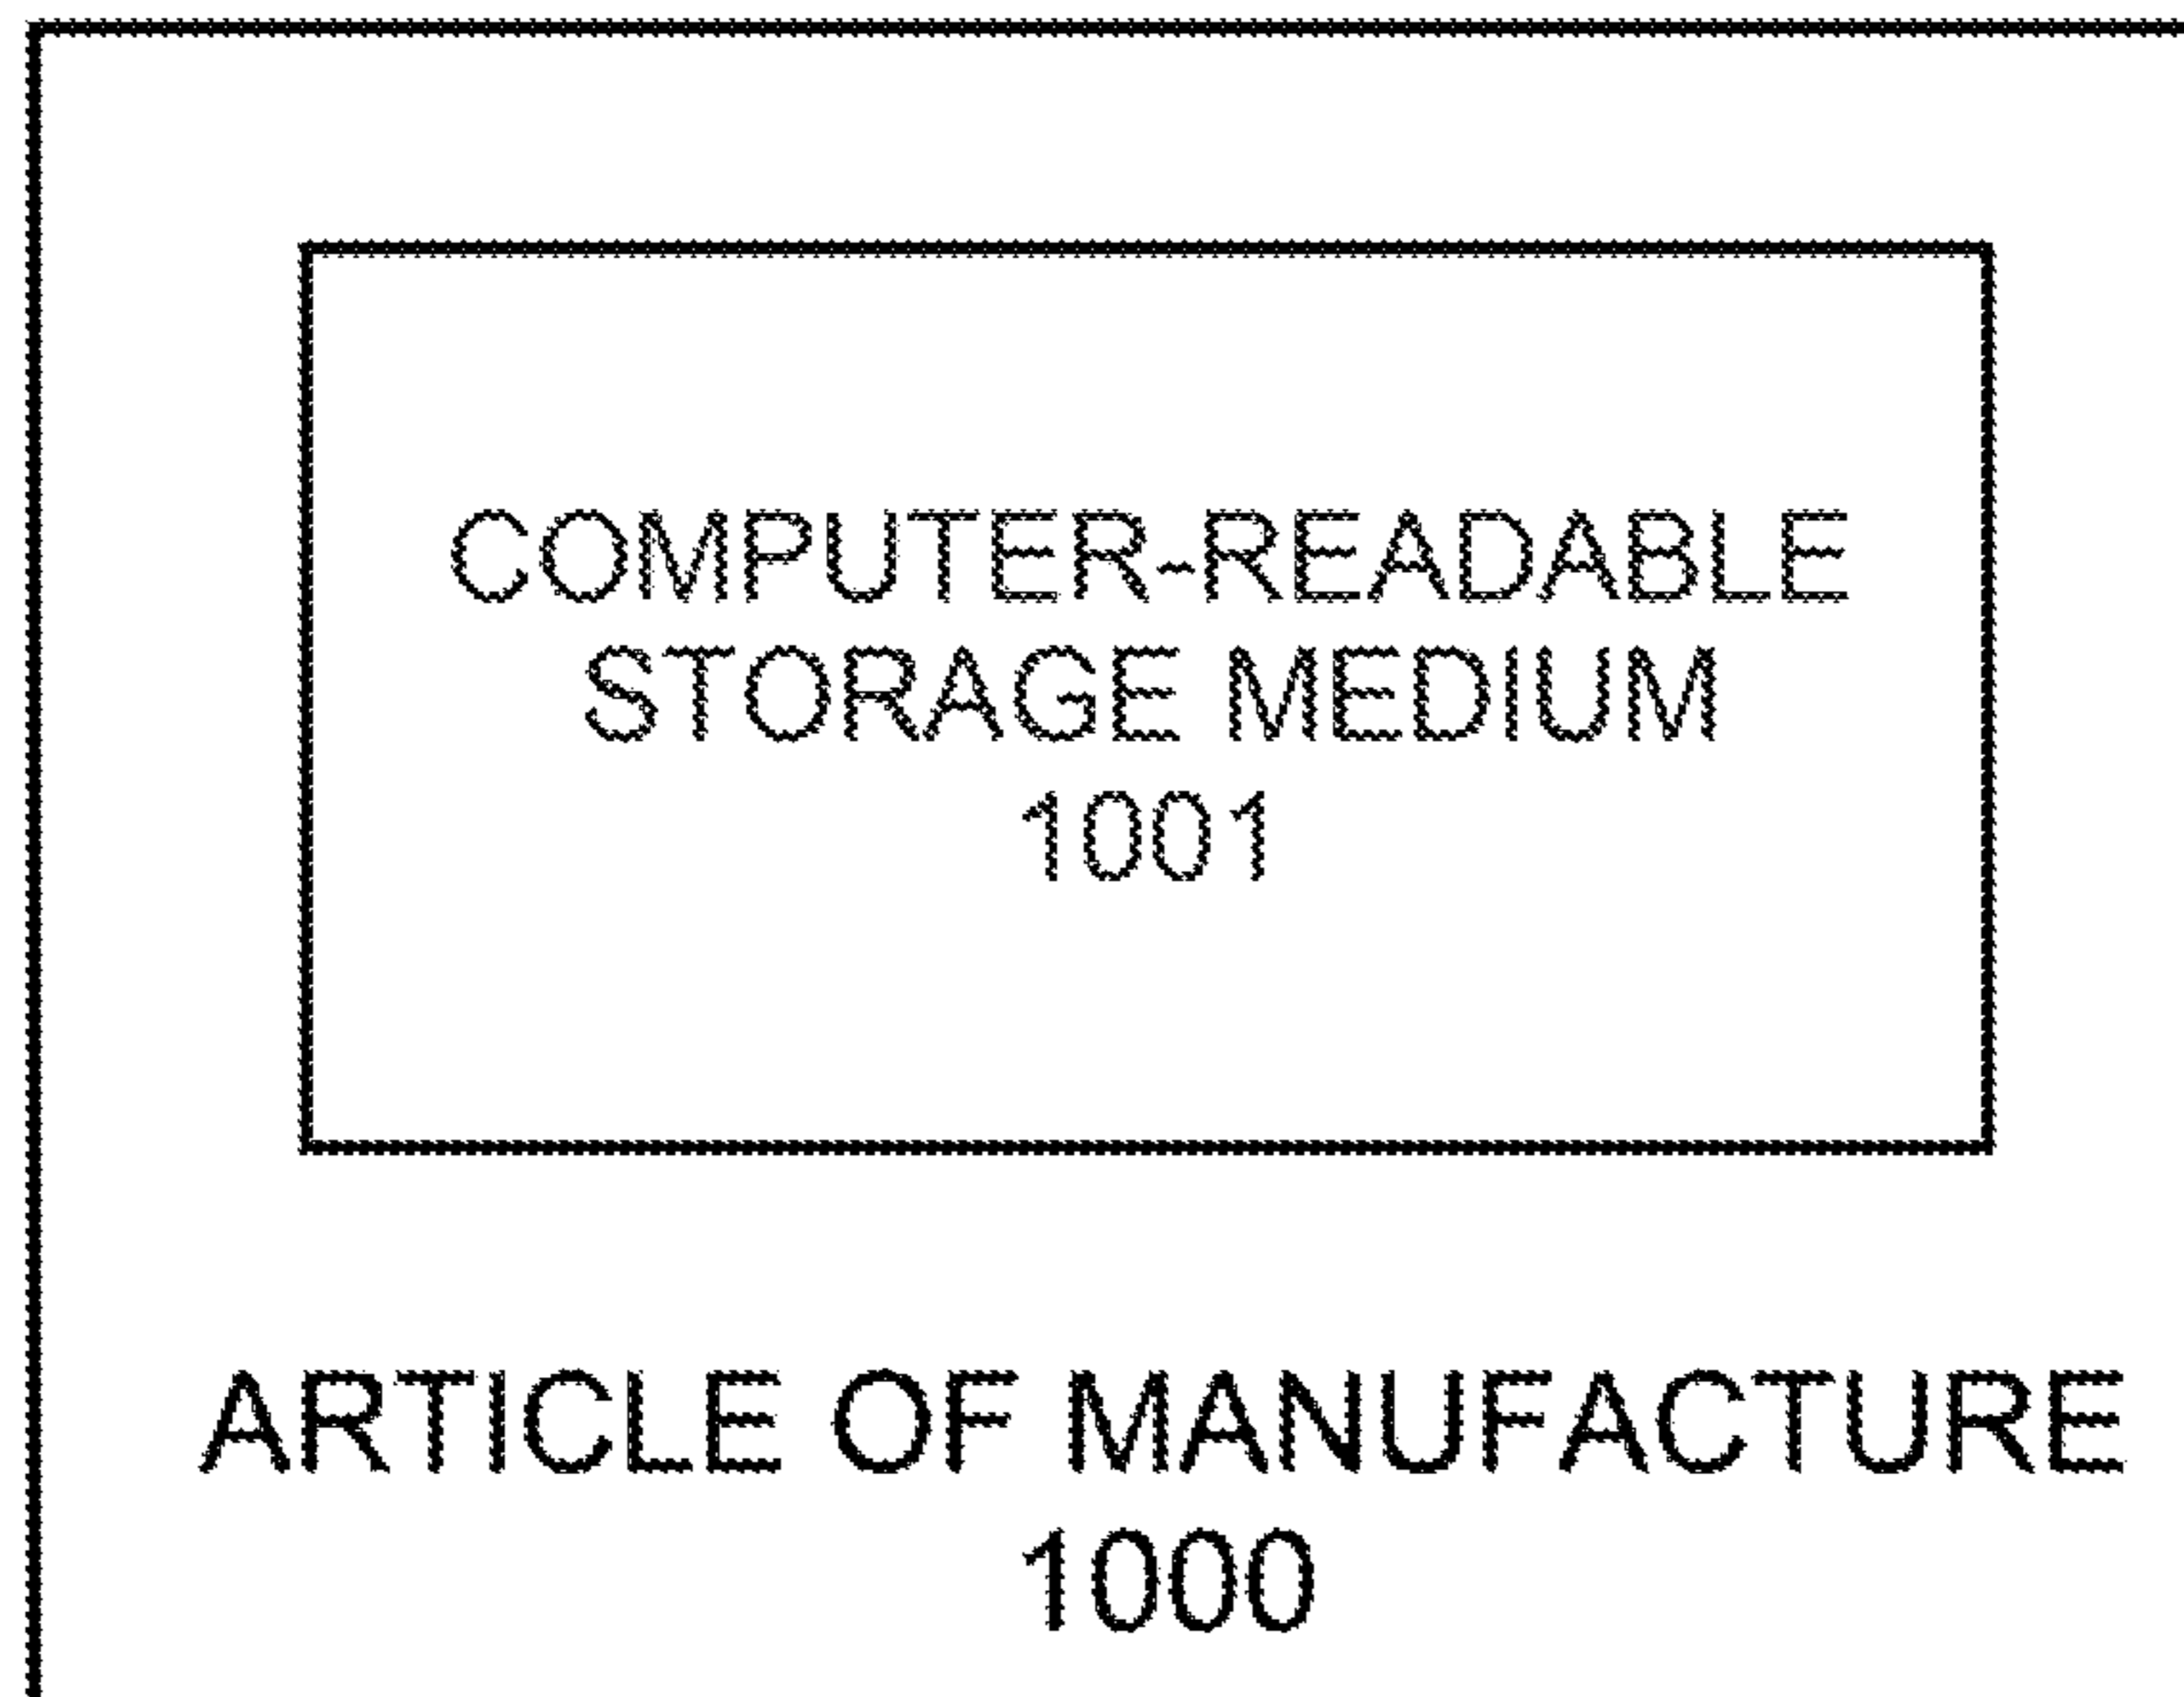 COMPUTER-READABLE
STORAGE MEDIUM
1001
ARTICLE OF MANUFACTURE
1000